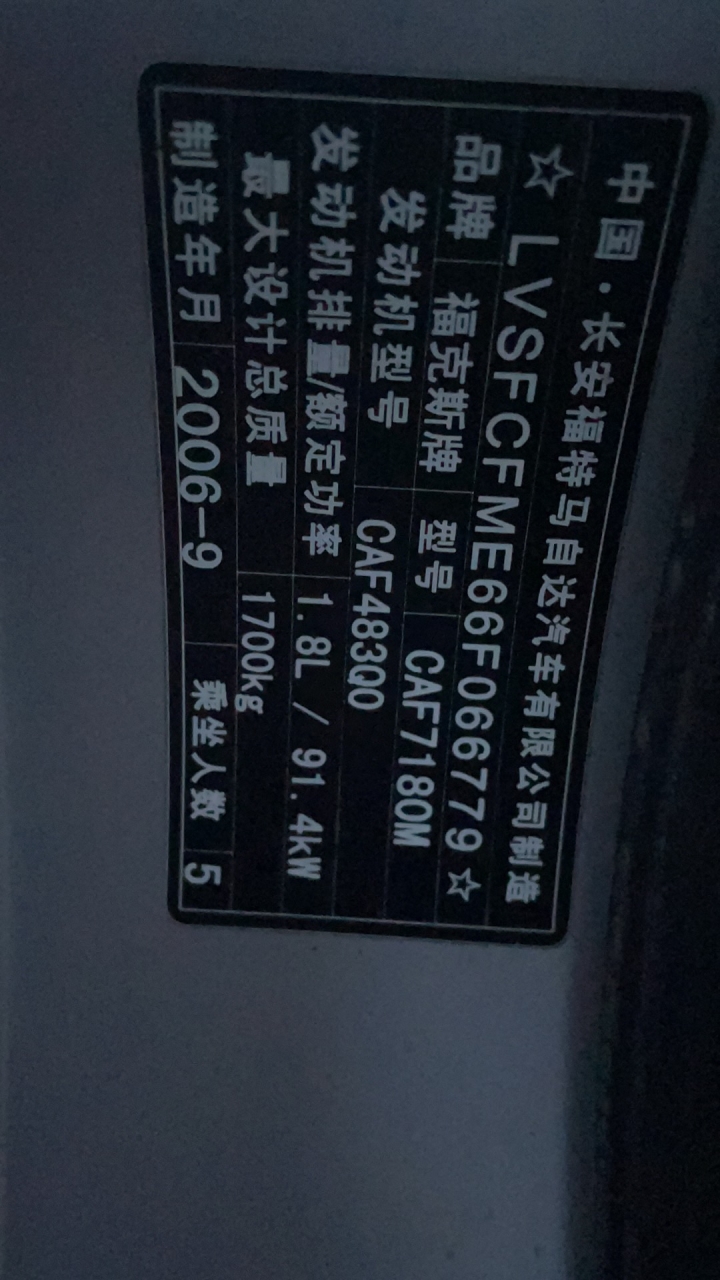 中国·长安福特马自达汽车有限公司制造
☆LVSFCFME66F066779☆
品牌 福克斯牌 型号 CAF7180M
发动机型号 CAF483Q0
发动机排量/额定功率 1.8L / 91.4kW
最大设计总质量 1700kg
制造年月 2006-9 乘坐人数 5